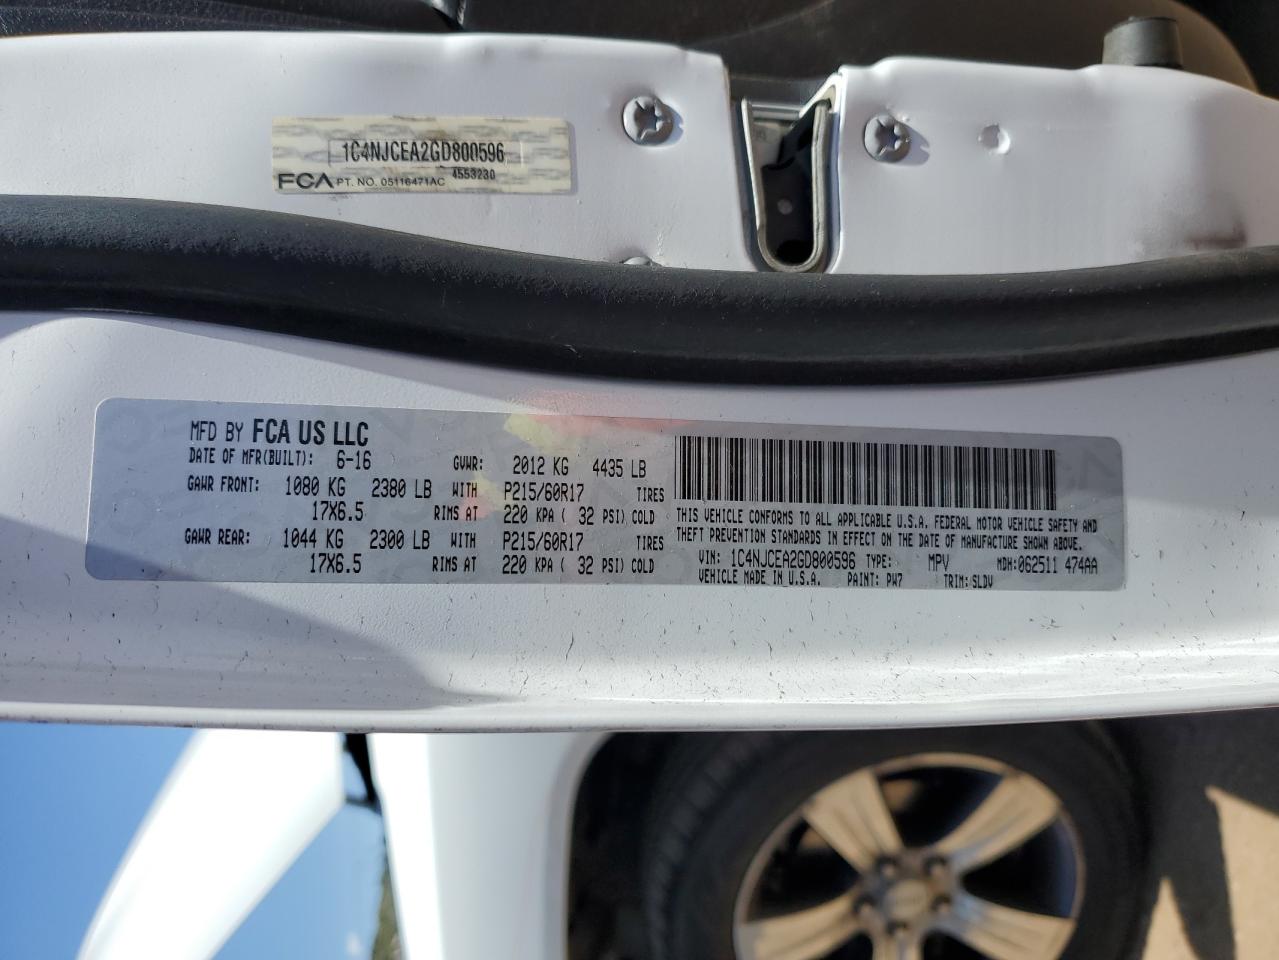 1C4NJCEA2GD800596
4553230
FCA PT. NO. 05116471AC
MFD BY FCA US LLC
DATE OF MFR(BUILT): 6-16 GVWR: 2012 KG 4435 LB
GAWR FRONT: 1080 KG 2380 LB WITH P215/60R17 TIRES
17X6.5 RIMS AT 220 KPA ( 32 PSI) COLD
GAWR REAR: 1044 KG 2300 LB WITH P215/60R17 TIRES
17X6.5 RIMS AT 220 KPA ( 32 PSI) COLD
THIS VEHICLE CONFORMS TO ALL APPLICABLE U.S.A. FEDERAL MOTOR VEHICLE SAFETY AND
THEFT PREVENTION STANDARDS IN EFFECT ON THE DATE OF MANUFACTURE SHOWN ABOVE.
VIN: 1C4NJCEA2GD800596 TYPE: MPV MDH: 062511 474AA
VEHICLE MADE IN U.S.A. PAINT: PW7 TRIM: SLDV